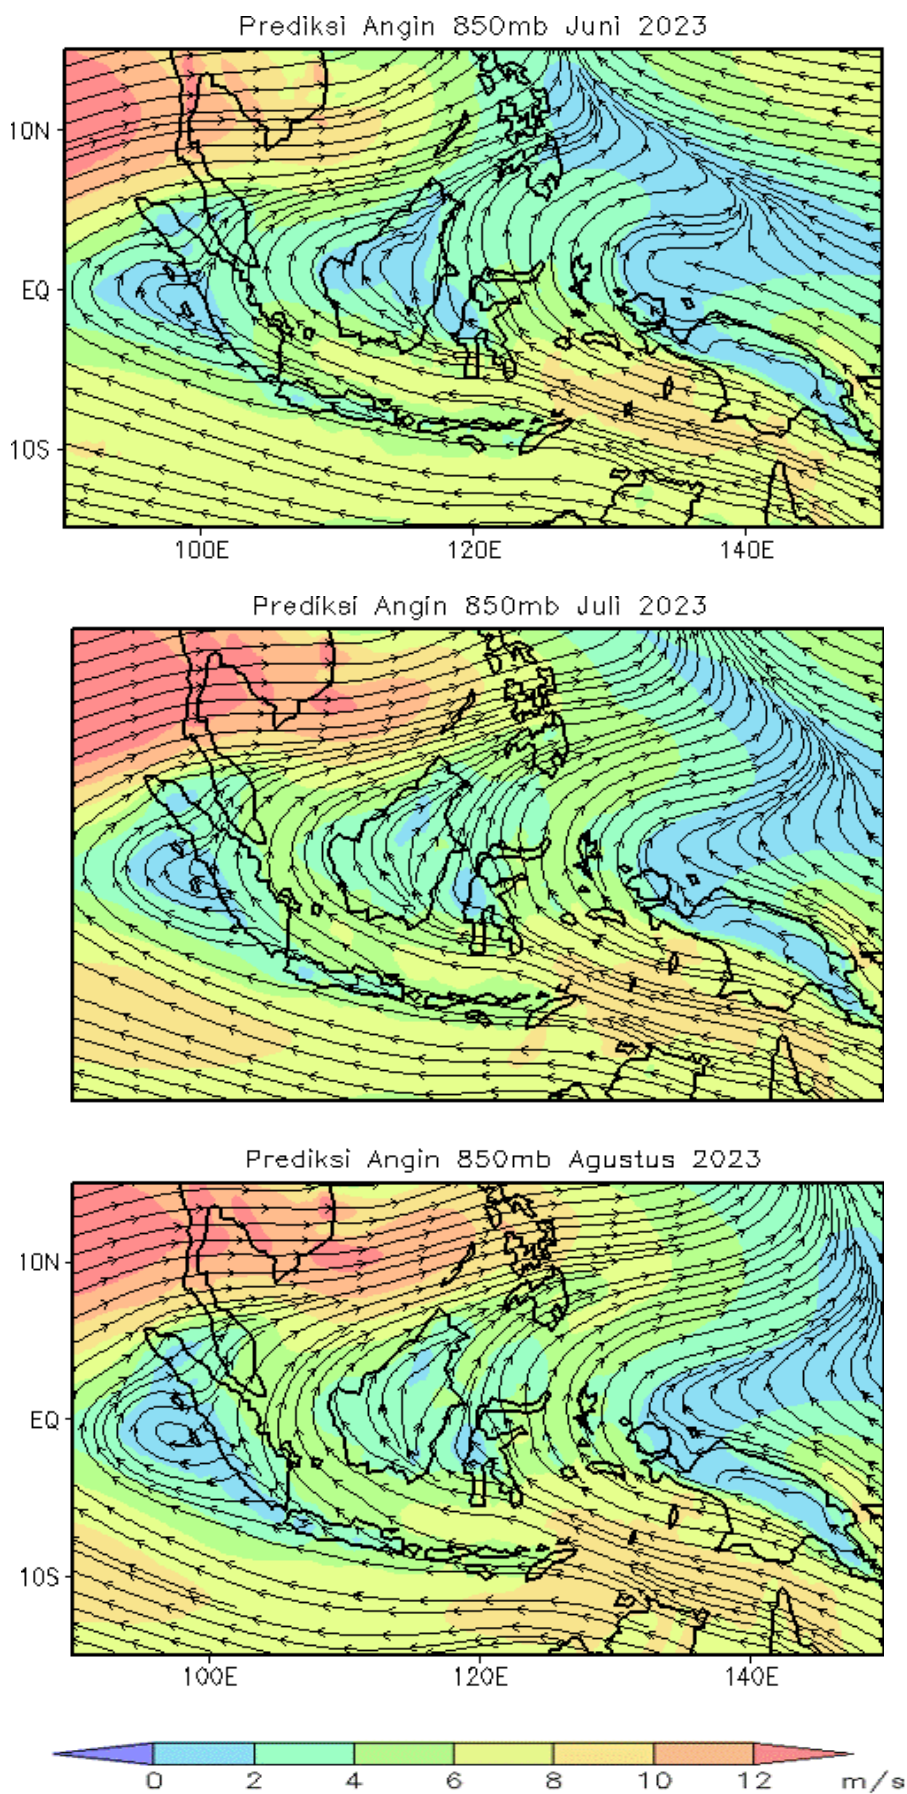 Prediksi Angin 850mb Juni 2023
10N
EQ
10S
100E 120E 140E
Prediksi Angin 850mb Juli 2023
Prediksi Angin 850mb Agustus 2023
10N
EQ
10S
100E 120E 140E
0 2 4 6 8 10 12 m/s